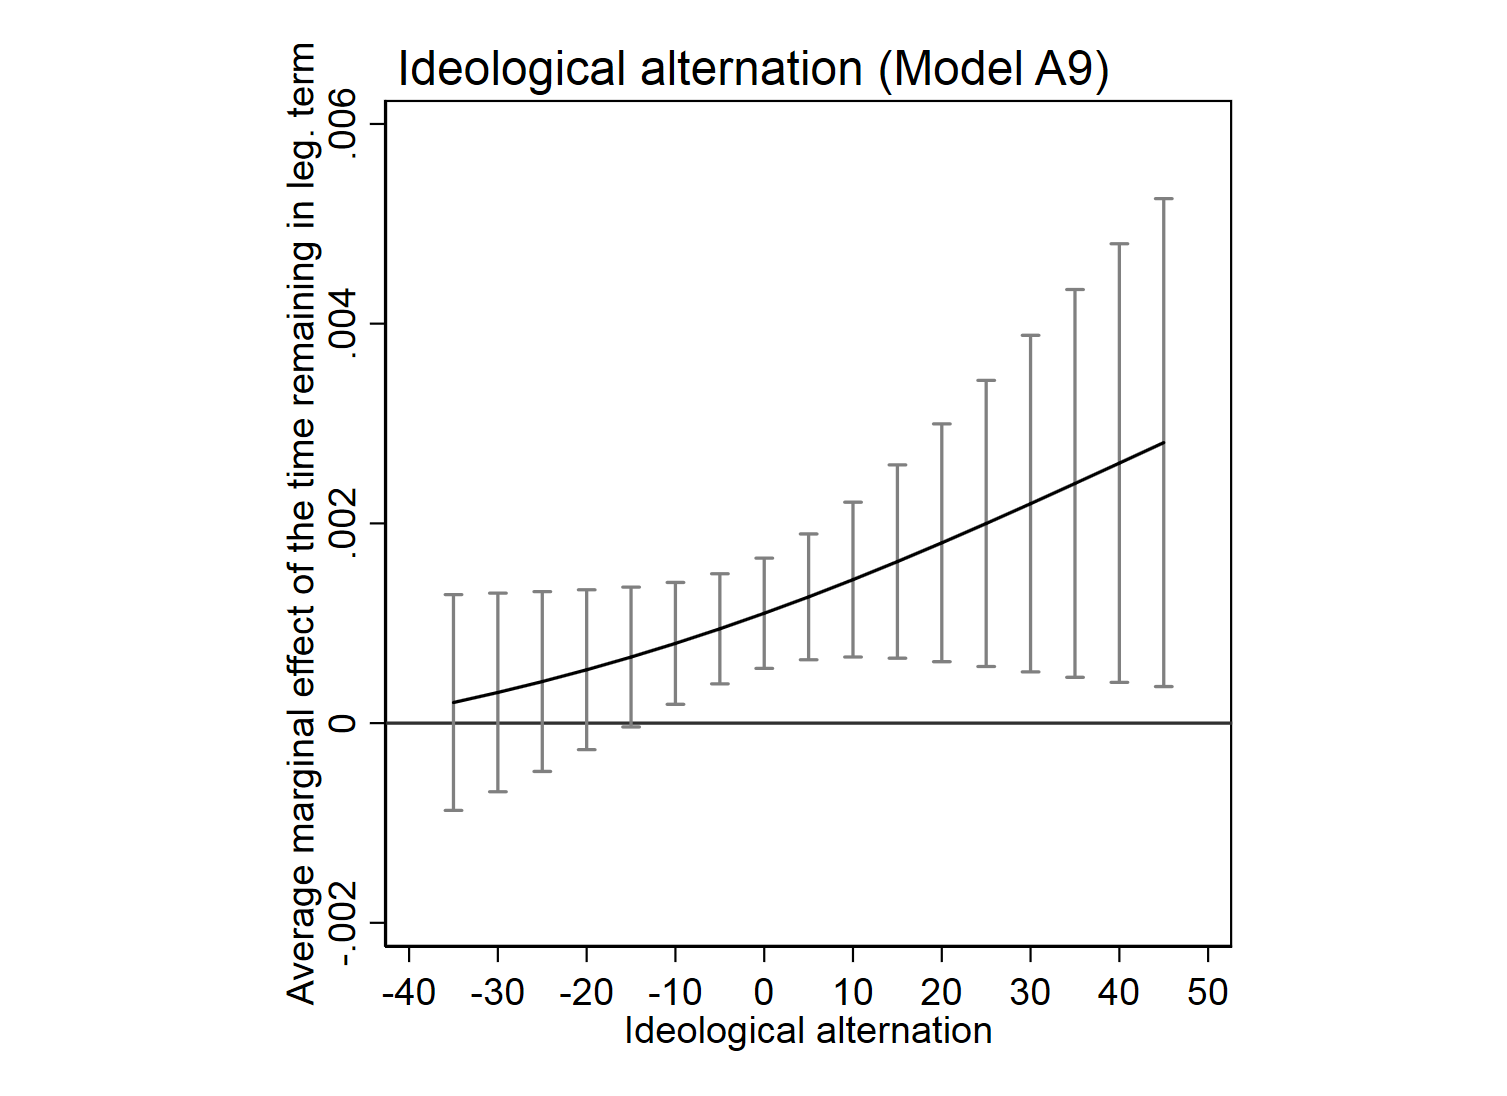 Ideological alternation (Model A9)
Average marginal effect of the time remaining in leg. term
.006
.004
.002
0
-.002
-40 -30 -20 -10 0 10 20 30 40 50
Ideological alternation